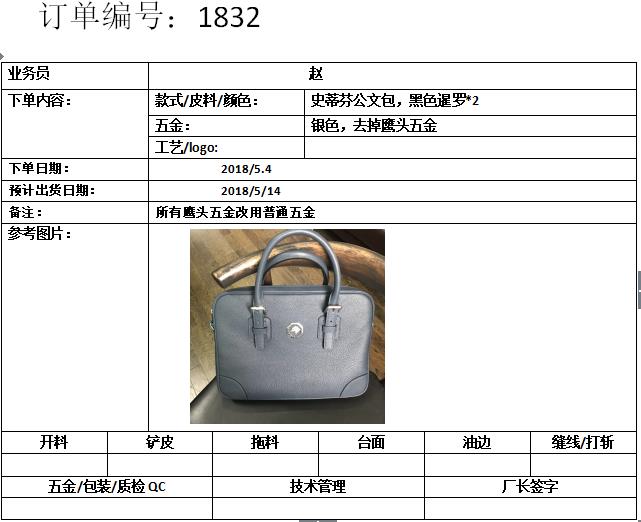 订单编号：1832
业务员 赵
下单内容： 款式/皮料/颜色： 史蒂芬公文包，黑色暹罗*2
五金： 银色，去掉鹰头五金
工艺/logo:
下单日期： 2018/5.4
预计出货日期： 2018/5/14
备注： 所有鹰头五金改用普通五金
参考图片：
开料 铲皮 拖料 台面 油边 缝线/打斩
五金/包装/质检 QC 技术管理 厂长签字